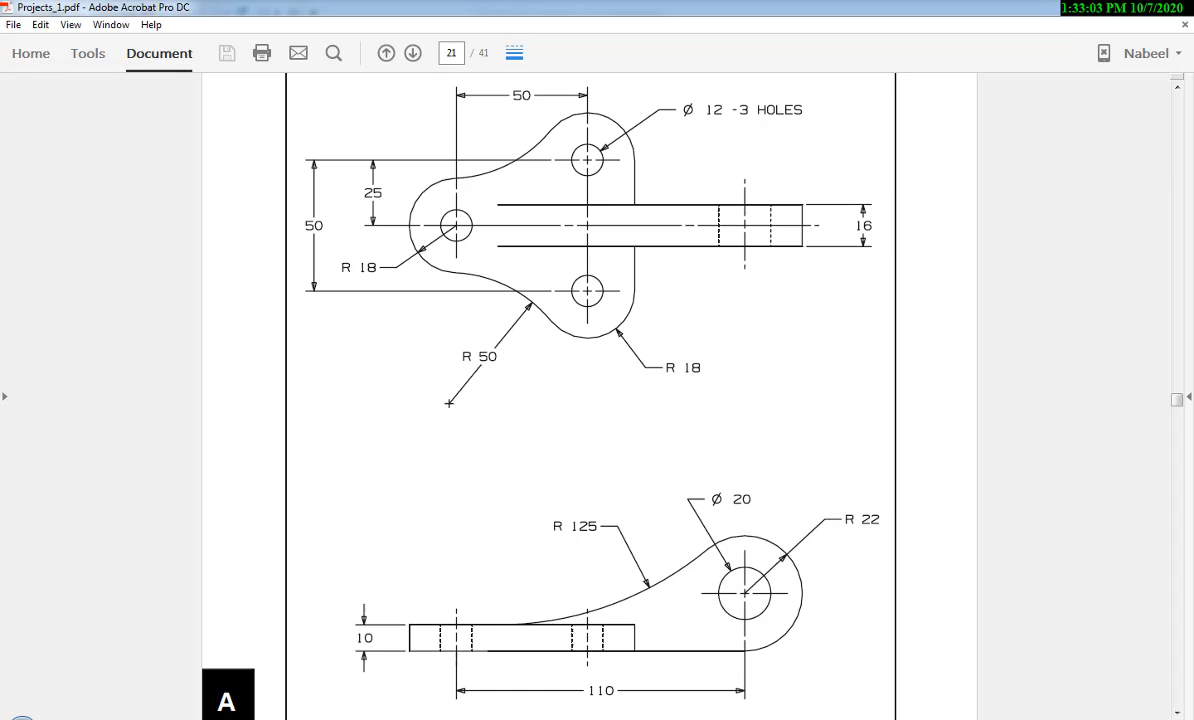 Projects_1.pdf - Adobe Acrobat Pro DC
1:33:03 PM 10/7/2020
File Edit View Window Help
Home Tools Document 21 / 41 Nabeel
50
Ø 12 -3 HOLES
25
50
16
R 18
R 50
R 18
Ø 20
R 22
R 125
10
110
A